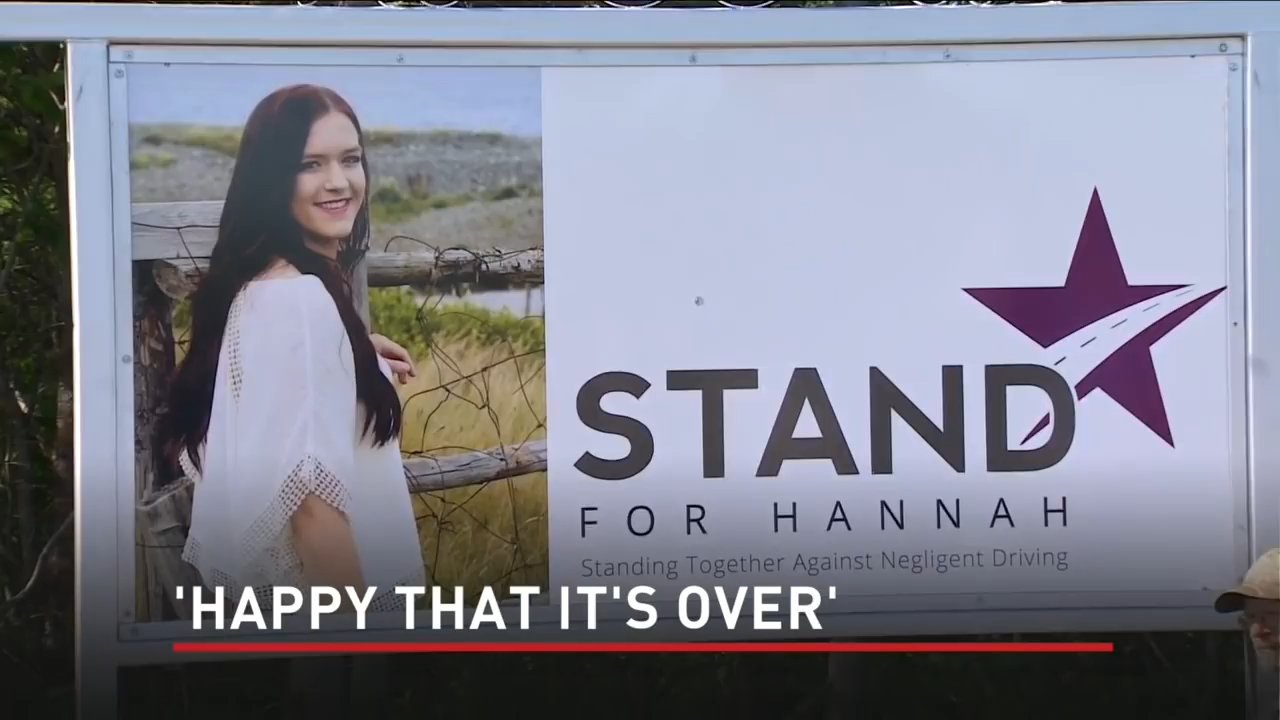 STAND
FOR HANNAH
Standing Together Against Negligent Driving
'HAPPY THAT IT'S OVER'